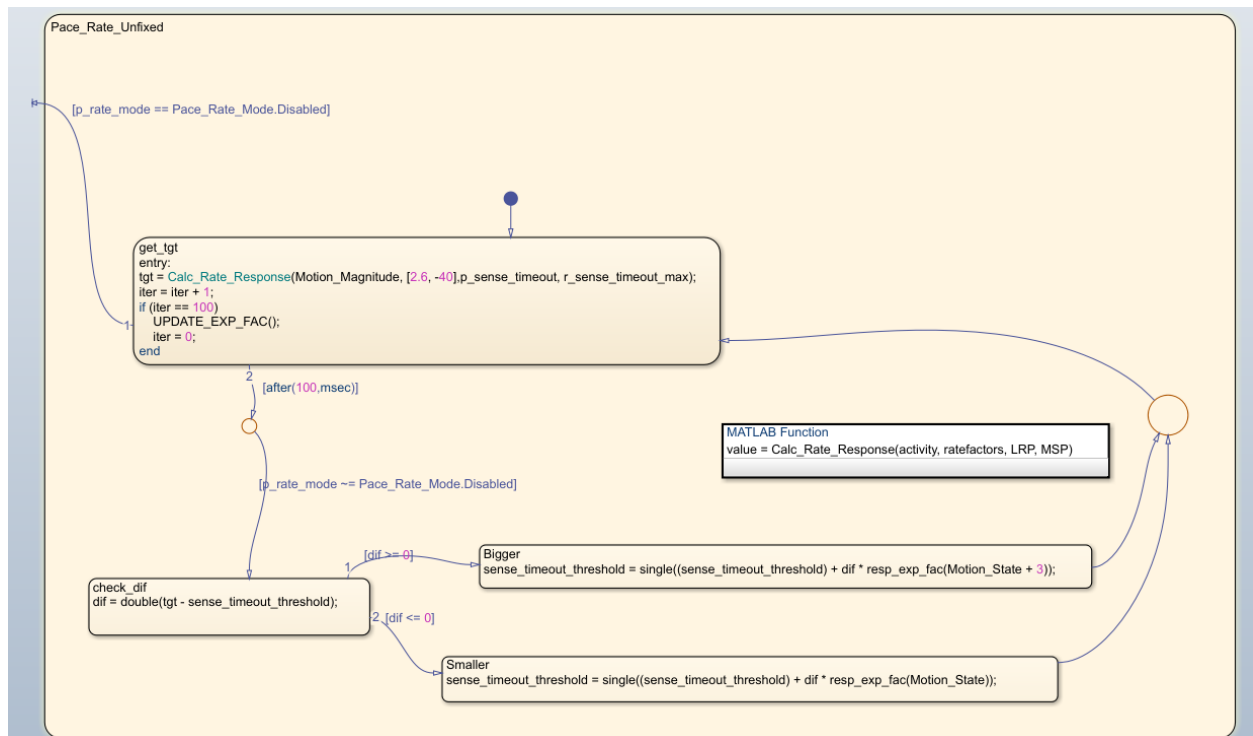 Pace_Rate_Unfixed
[p_rate_mode == Pace_Rate_Mode.Disabled]
get_tgt
entry:
tgt = Calc_Rate_Response(Motion_Magnitude, [2.6, -40],p_sense_timeout, r_sense_timeout_max);
iter = iter + 1;
if (iter == 100)
UPDATE_EXP_FAC();
iter = 0;
end
1
2
[after(100,msec)]
MATLAB Function
value = Calc_Rate_Response(activity, ratefactors, LRP, MSP)
[p_rate_mode ~= Pace_Rate_Mode.Disabled]
check_dif
dif = double(tgt - sense_timeout_threshold);
1
[dif >= 0]
Bigger
sense_timeout_threshold = single((sense_timeout_threshold) + dif * resp_exp_fac(Motion_State + 3));
2
[dif <= 0]
Smaller
sense_timeout_threshold = single((sense_timeout_threshold) + dif * resp_exp_fac(Motion_State));